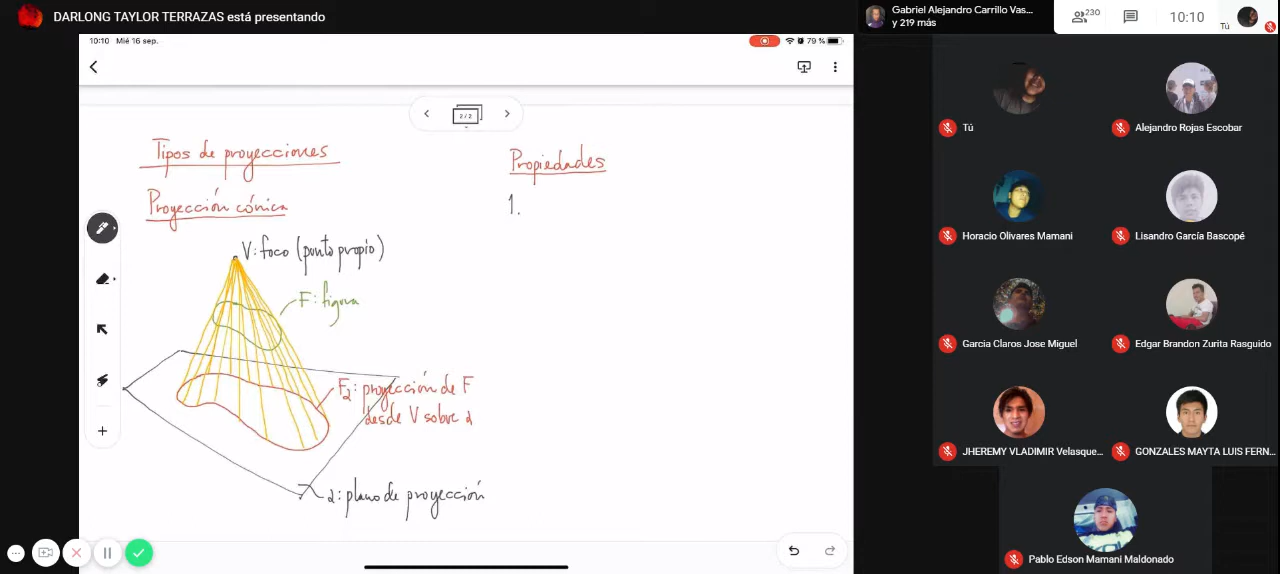 DARLONG TAYLOR TERRAZAS está presentando
Gabriel Alejandro Carrillo Vas...
y 219 más
230
10:10
Tú
10:10 Mié 16 sep.
79 %
2/2
Tipos de proyecciones
Proyección cónica
V: foco (punto propio)
F: figura
F₂: proyección de F
desde V sobre α
α: plano de proyección
Propiedades
1.
Tú
Alejandro Rojas Escobar
Horacio Olivares Mamani
Lisandro García Bascopé
Garcia Claros Jose Miguel
Edgar Brandon Zurita Rasguido
JHEREMY VLADIMIR Velasque...
GONZALES MAYTA LUIS FERN...
Pablo Edson Mamani Maldonado